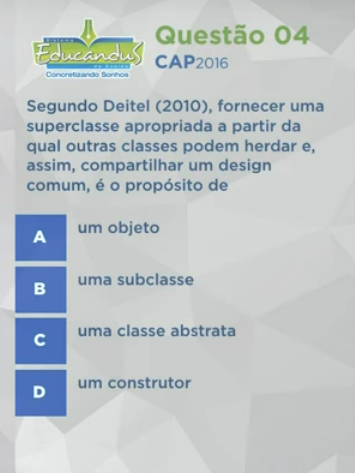 Sistema
EducanduS
de Ensino
Concretizando Sonhos
Questão 04
CAP2016
Segundo Deitel (2010), fornecer uma
superclasse apropriada a partir da
qual outras classes podem herdar e,
assim, compartilhar um design
comum, é o propósito de
A um objeto
B uma subclasse
C uma classe abstrata
D um construtor